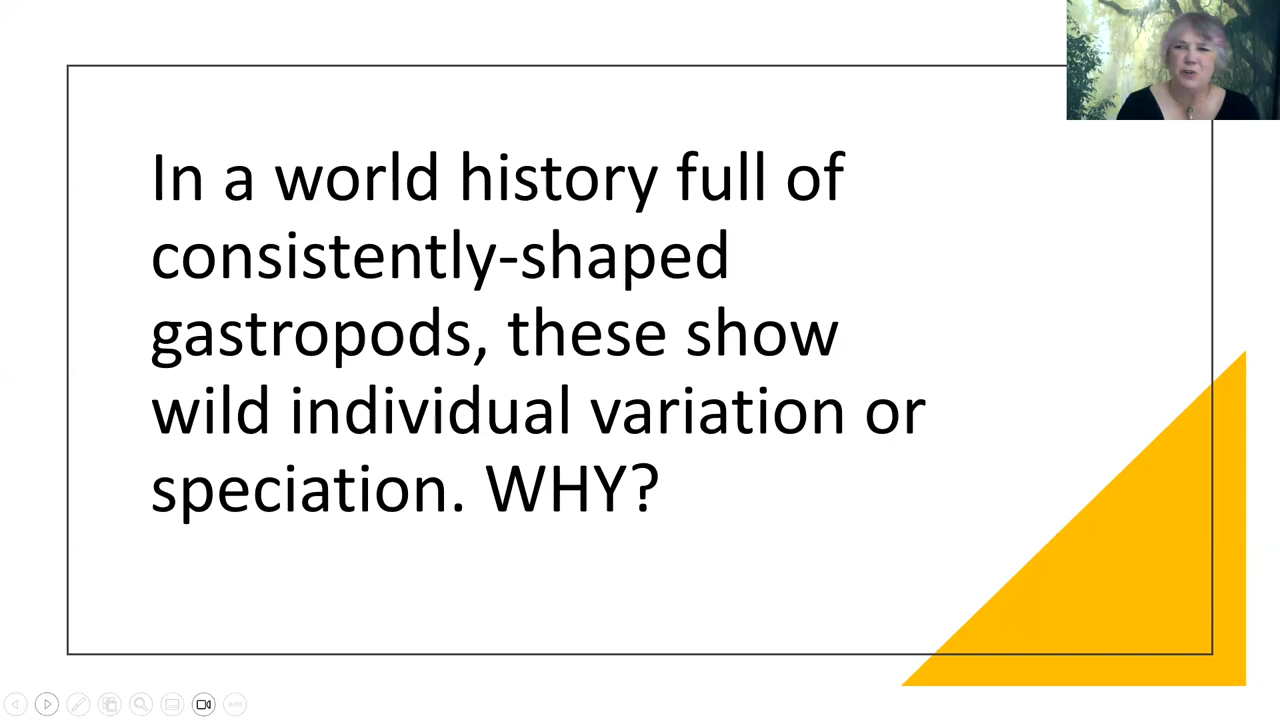 In a world history full of
consistently-shaped
gastropods, these show
wild individual variation or
speciation. WHY?